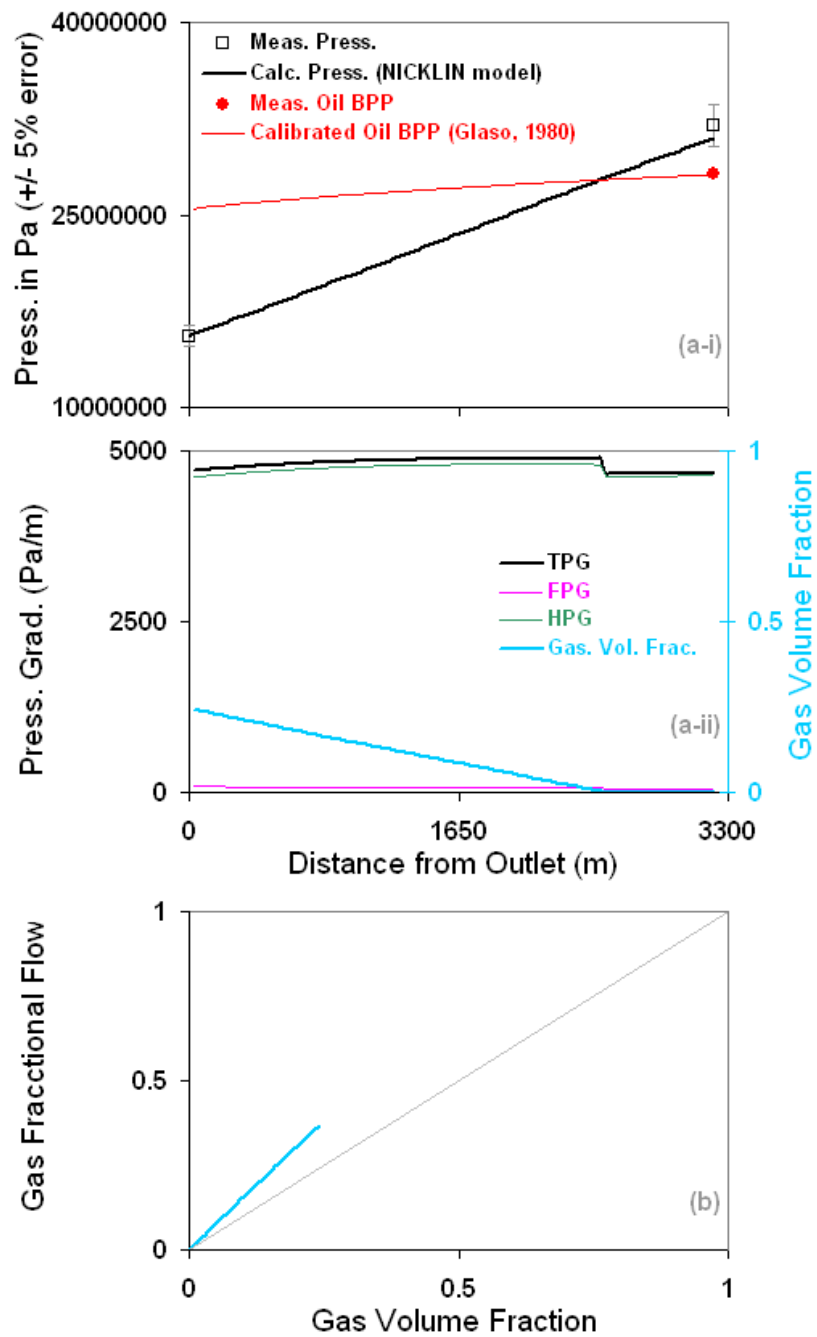 40000000
Meas. Press.
Calc. Press. (NICKLIN model)
Meas. Oil BPP
Calibrated Oil BPP (Glaso, 1980)
25000000
10000000
Press. in Pa (+/- 5% error)
(a-i)
5000
2500
0
Press. Grad. (Pa/m)
TPG
FPG
HPG
Gas. Vol. Frac.
(a-ii)
1
0.5
0
Gas Volume Fraction
0
1650
3300
Distance from Outlet (m)
1
0.5
0
Gas Fracctional Flow
(b)
0
0.5
1
Gas Volume Fraction